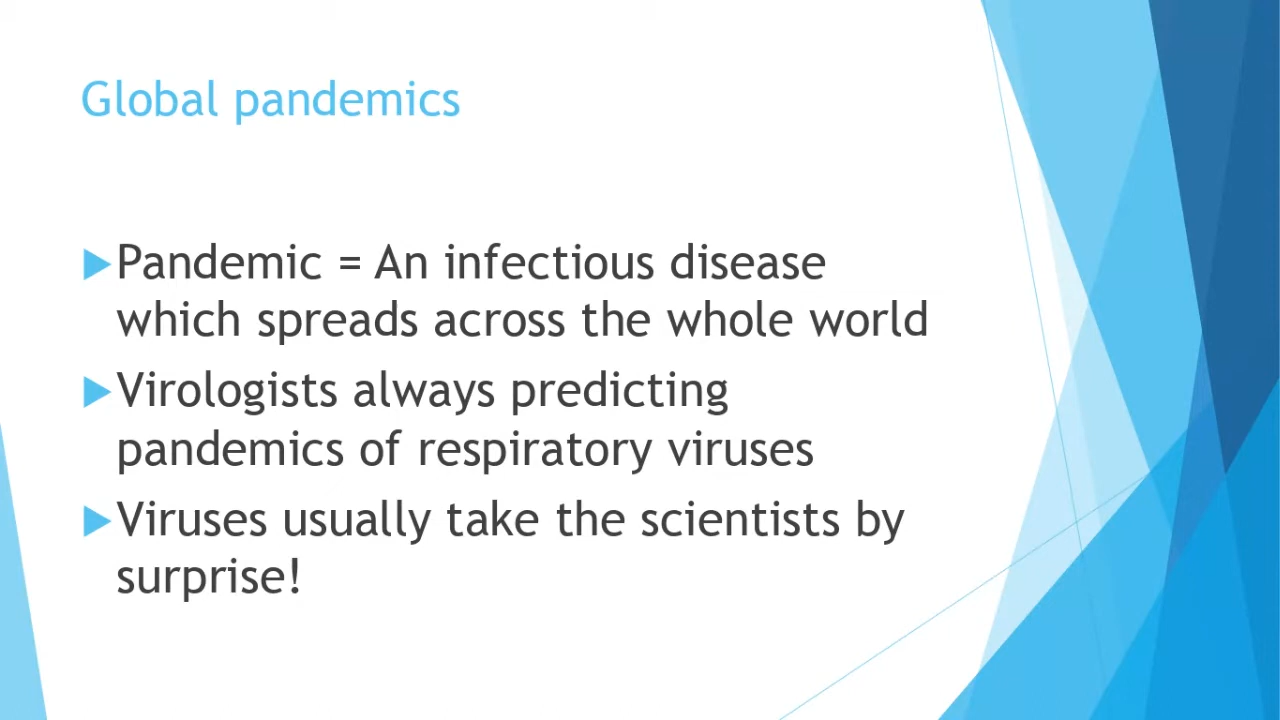 Global pandemics
Pandemic = An infectious disease
which spreads across the whole world
Virologists always predicting
pandemics of respiratory viruses
Viruses usually take the scientists by
surprise!